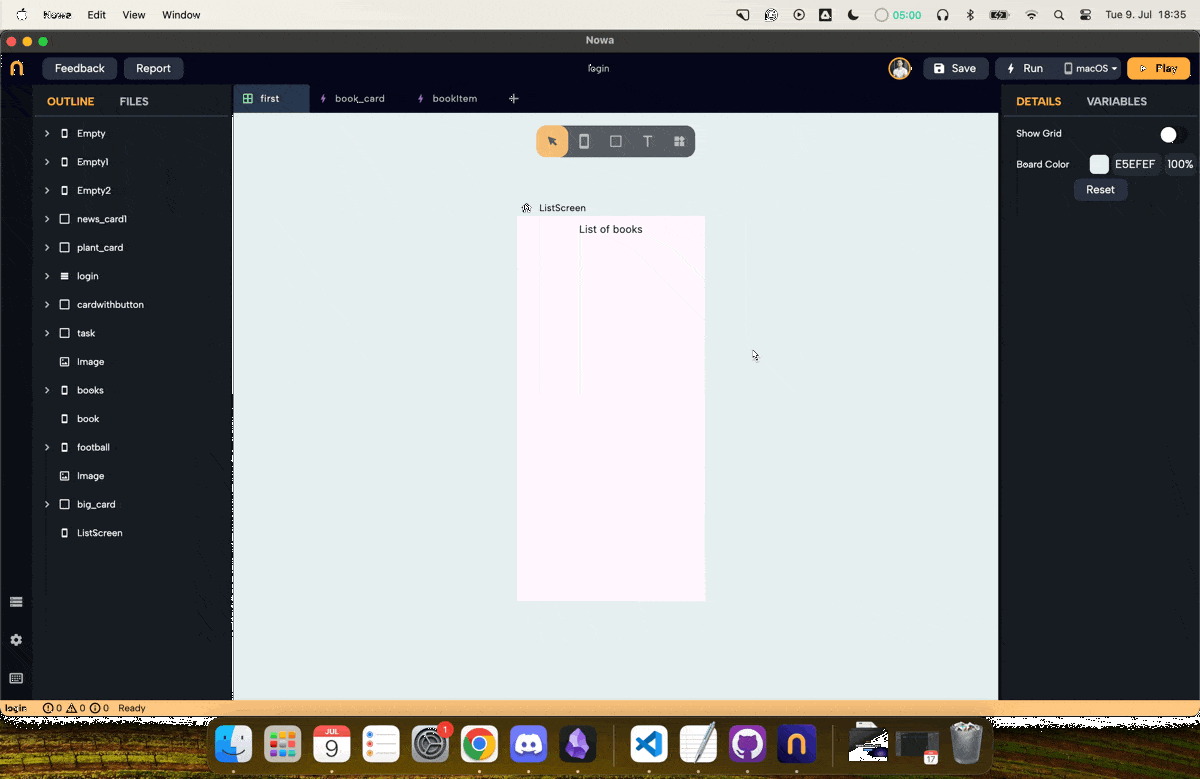 Nowa Edit View Window 05:00 Tue 9. Jul 18:35
Nowa
Feedback Report login Save Run macOS Play
OUTLINE FILES first book_card bookItem DETAILS VARIABLES
Empty
Empty1
Empty2
news_card1
plant_card
login
cardwithbutton
task
Image
books
book
football
Image
big_card
ListScreen
T
ListScreen
List of books
Show Grid
Board Color E5EFEF 100%
Reset
login 0 0 0 Ready
JUL
9
1
17